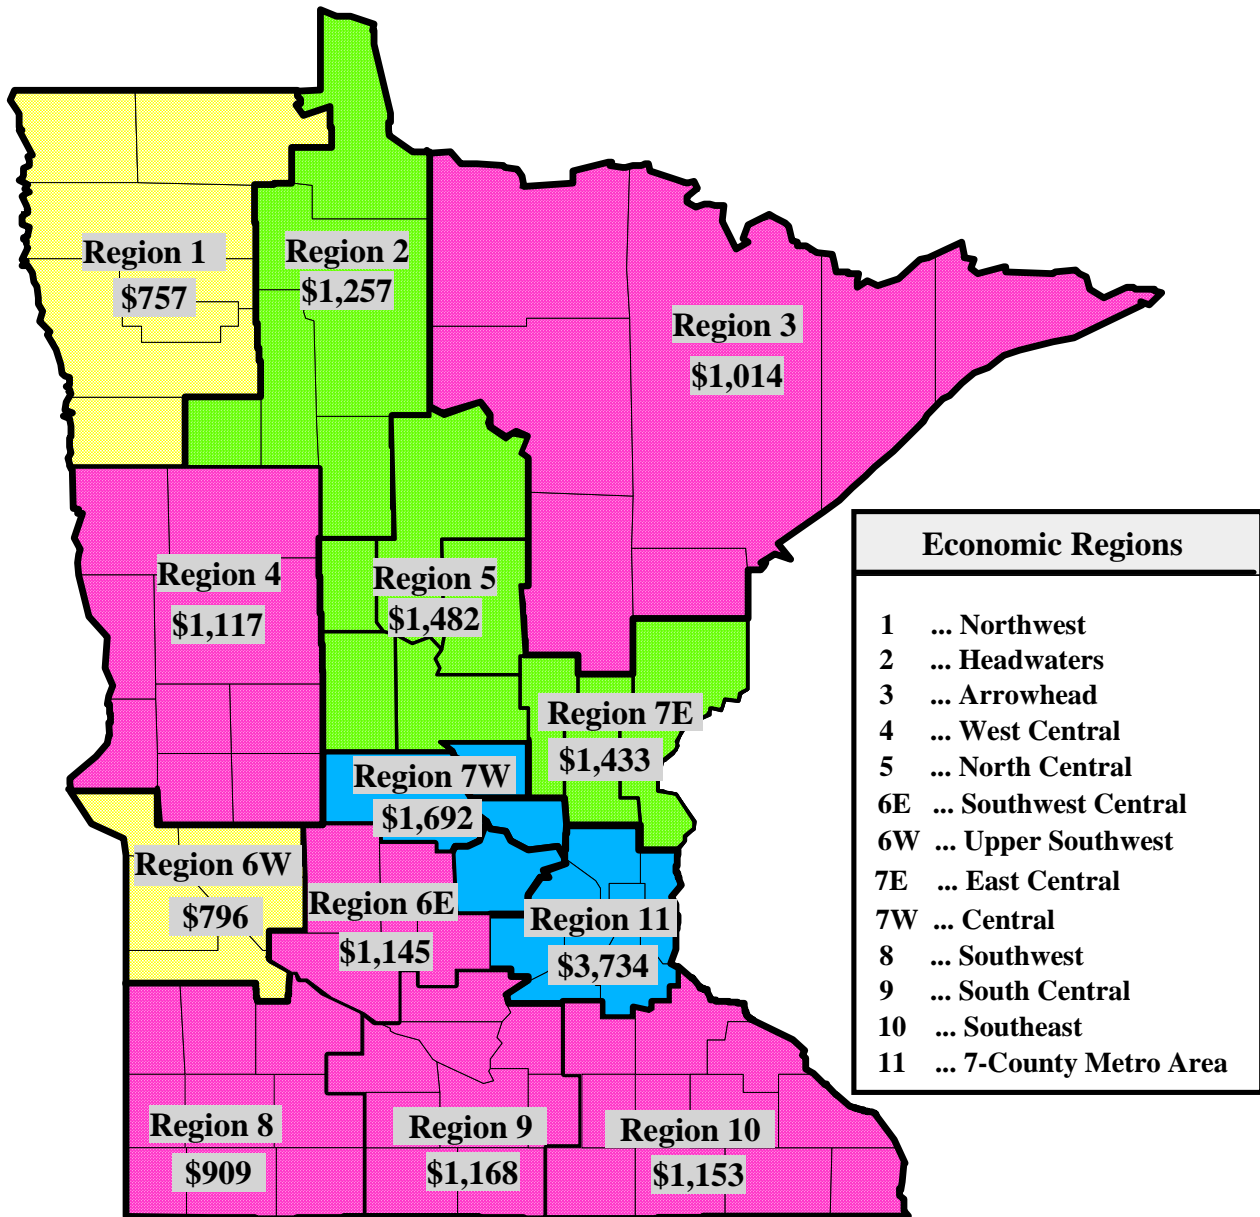 Region 1
$757
Region 2
$1,257
Region 3
$1,014
Region 4
$1,117
Region 5
$1,482
Region 7E
$1,433
Region 7W
$1,692
Region 6W
$796
Region 6E
$1,145
Region 11
$3,734
Region 8
$909
Region 9
$1,168
Region 10
$1,153
Economic Regions
1 ... Northwest
2 ... Headwaters
3 ... Arrowhead
4 ... West Central
5 ... North Central
6E ... Southwest Central
6W ... Upper Southwest
7E ... East Central
7W ... Central
8 ... Southwest
9 ... South Central
10 ... Southeast
11 ... 7-County Metro Area